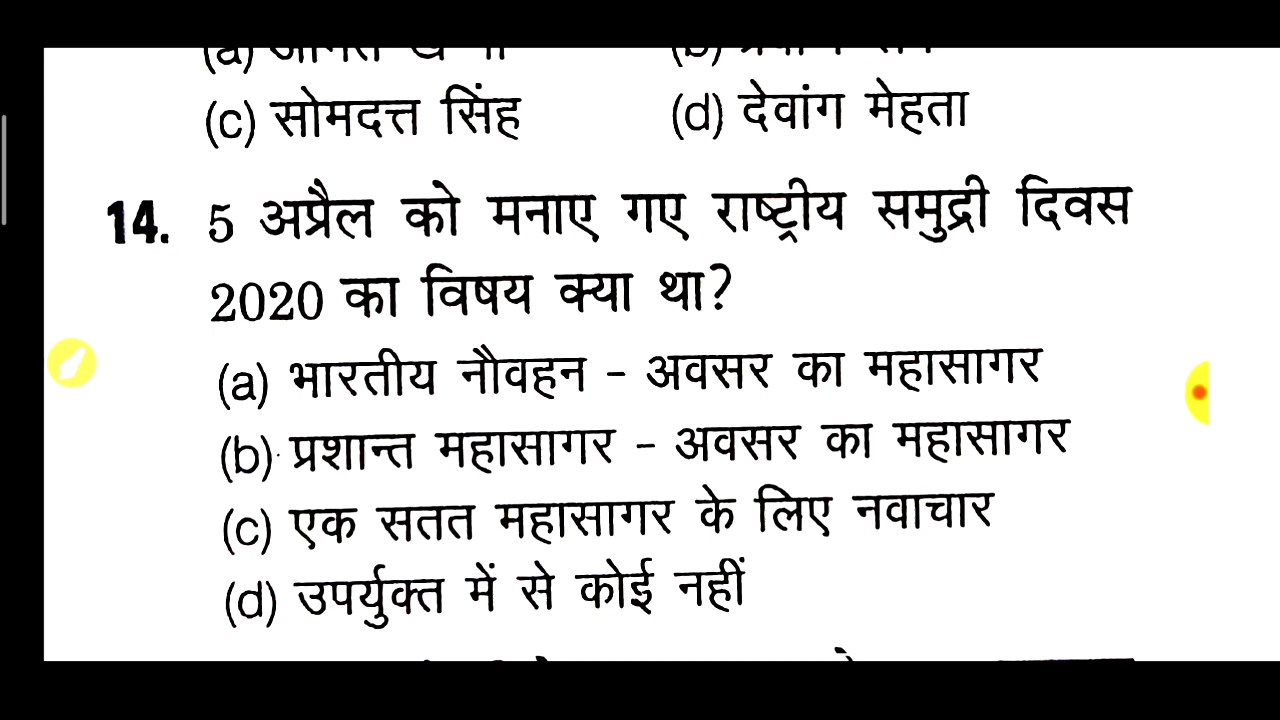 (c) सोमदत्त सिंह (d) देवांग मेहता
14. 5 अप्रैल को मनाए गए राष्ट्रीय समुद्री दिवस
2020 का विषय क्या था?
(a) भारतीय नौवहन - अवसर का महासागर
(b) प्रशान्त महासागर - अवसर का महासागर
(c) एक सतत महासागर के लिए नवाचार
(d) उपर्युक्त में से कोई नहीं